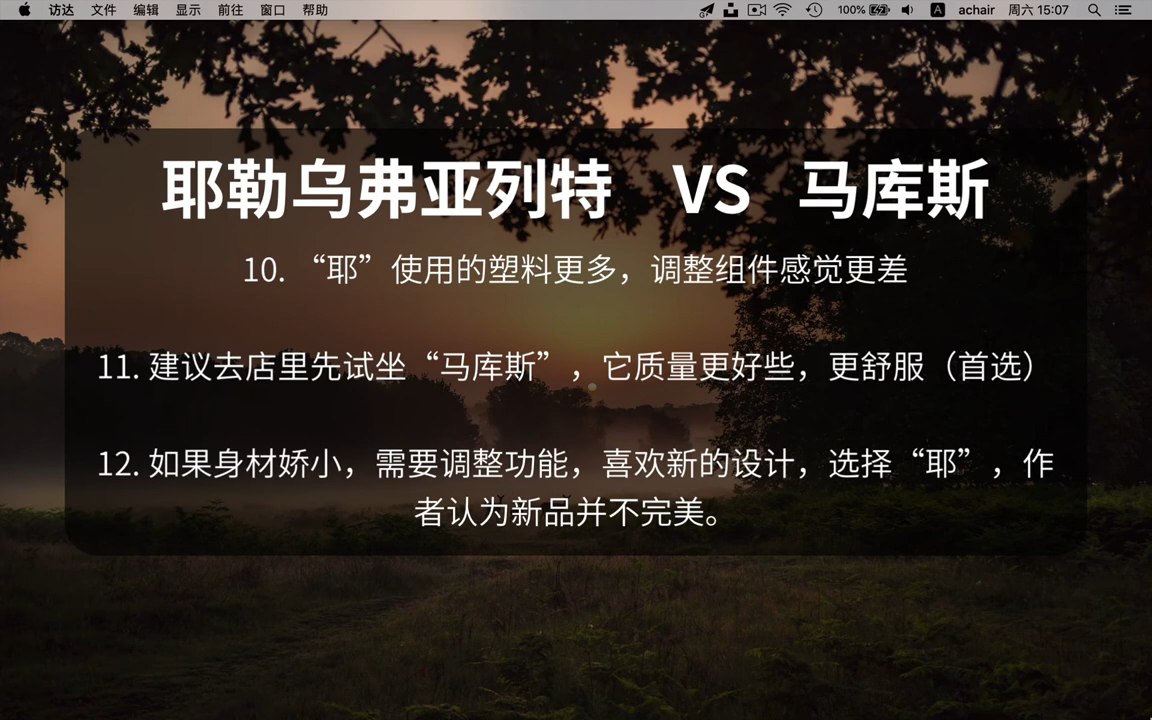 访达 文件 编辑 显示 前往 窗口 帮助 100% A achair 周六 15:07
耶勒乌弗亚列特 VS 马库斯
10. “耶”使用的塑料更多，调整组件感觉更差
11. 建议去店里先试坐“马库斯”，它质量更好些，更舒服（首选）
12. 如果身材娇小，需要调整功能，喜欢新的设计，选择“耶”，作
者认为新品并不完美。